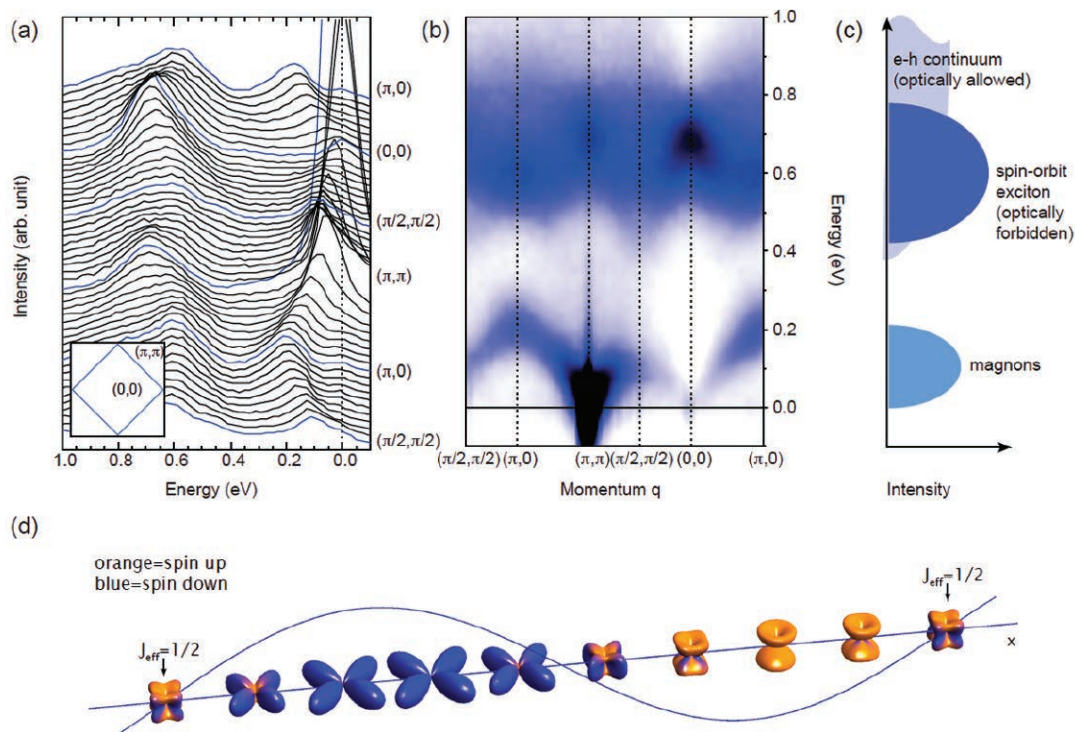 (a)
Intensity (arb. unit)
(π,0)
(0,0)
(π/2,π/2)
(π,π)
(π,0)
(π/2,π/2)
(π,π)
(0,0)
1.0 0.8 0.6 0.4 0.2 0.0
Energy (eV)
(b)
1.0
0.8
0.6
0.4
0.2
0.0
Energy (eV)
(π/2,π/2) (π,0) (π,π) (π/2,π/2) (0,0) (π,0)
Momentum q
(c)
e-h continuum
(optically allowed)
spin-orbit
exciton
(optically
forbidden)
magnons
Intensity
(d)
orange=spin up
blue=spin down
Jeff=1/2
Jeff=1/2
x